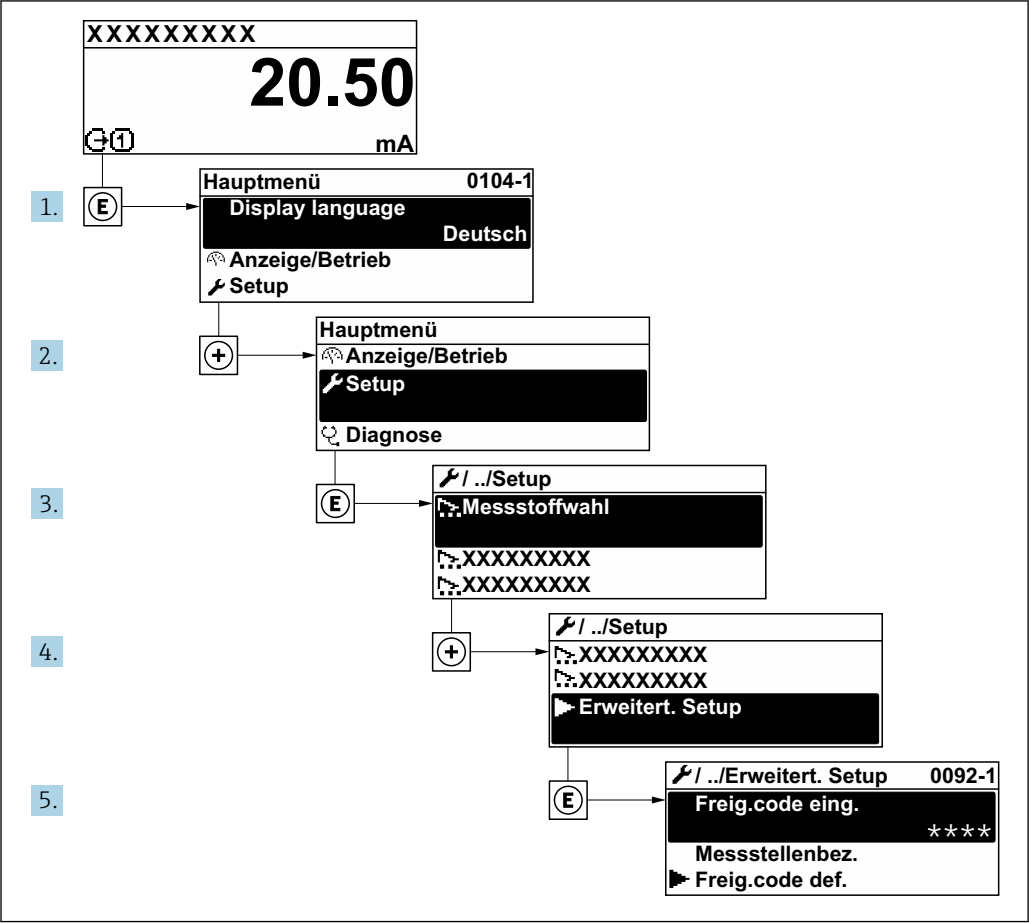 XXXXXXXXX
20.50
1 mA
1. E Hauptmenü 0104-1
Display language
Deutsch
Anzeige/Betrieb
Setup
2. + Hauptmenü
Anzeige/Betrieb
Setup
Diagnose
3. E / ../Setup
Messstoffwahl
XXXXXXXXX
XXXXXXXXX
4. + / ../Setup
XXXXXXXXX
XXXXXXXXX
Erweitert. Setup
5. E / ../Erweitert. Setup 0092-1
Freig.code eing.
****
Messstellenbez.
Freig.code def.